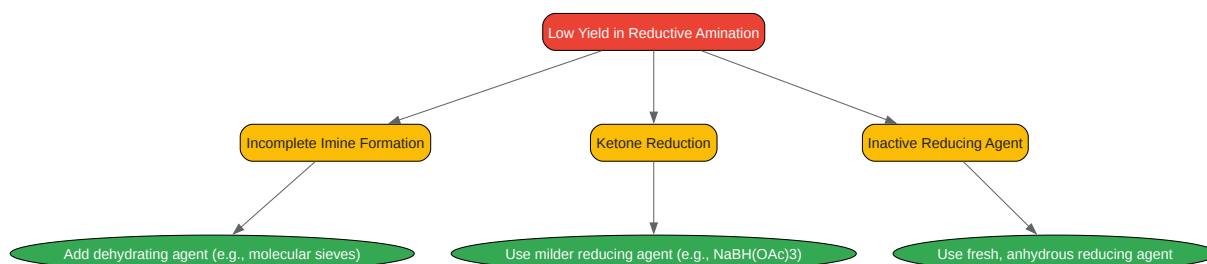 Low Yield in Reductive Amination
Incomplete Imine Formation
Ketone Reduction
Inactive Reducing Agent
Add dehydrating agent (e.g., molecular sieves)
Use milder reducing agent (e.g., NaBH(OAc)3)
Use fresh, anhydrous reducing agent